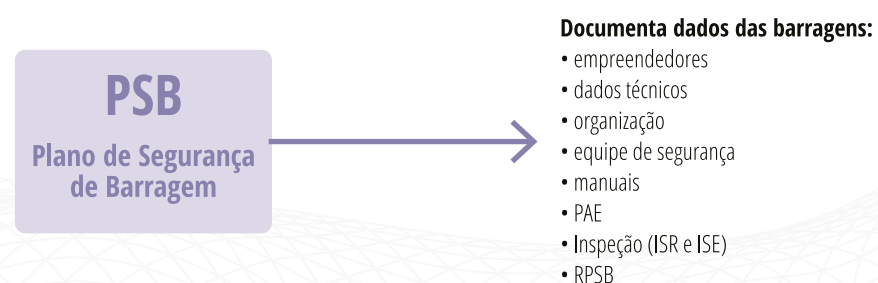 PSB
Plano de Segurança
de Barragem
Documenta dados das barragens:
• empreendedores
• dados técnicos
• organização
• equipe de segurança
• manuais
• PAE
• Inspeção (ISR e ISE)
• RPSB